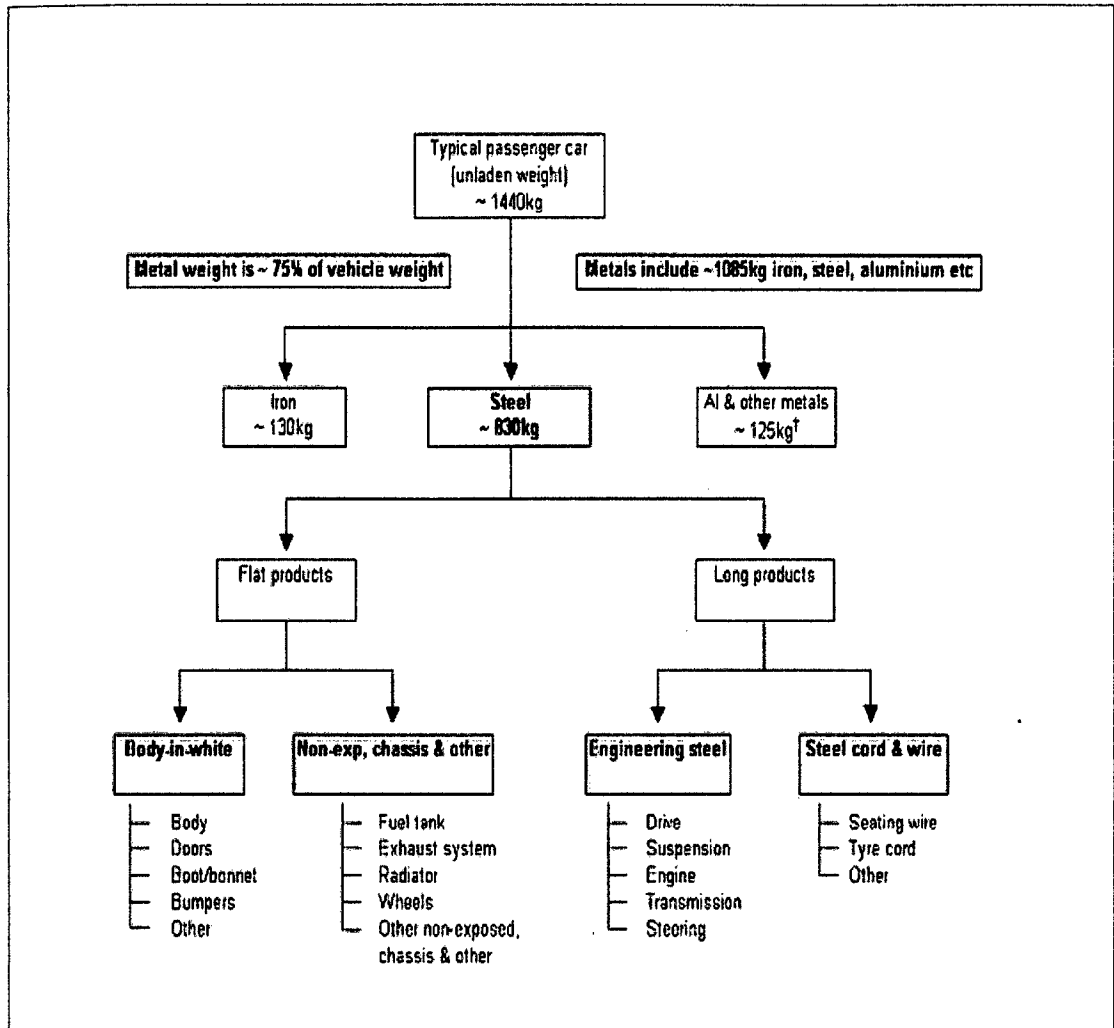 Typical passenger car
(unladen weight)
~ 1440kg
Metal weight is ~ 75% of vehicle weight
Metals include ~1085kg iron, steel, aluminium etc
Iron
~ 130kg
Steel
~ 830kg
Al & other metals
~ 125kg†
Flat products
Long products
Body-in-white
Non-exp, chassis & other
Engineering steel
Steel cord & wire
Body
Doors
Boot/bonnet
Bumpers
Other
Fuel tank
Exhaust system
Radiator
Wheels
Other non-exposed,
chassis & other
Drive
Suspension
Engine
Transmission
Steering
Seating wire
Tyre cord
Other